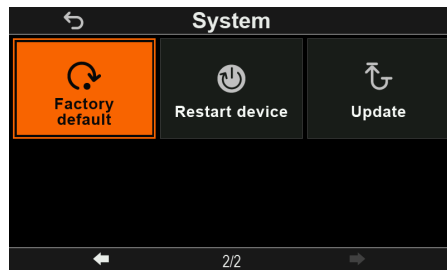 System
Factory
default
Restart device
Update
2/2